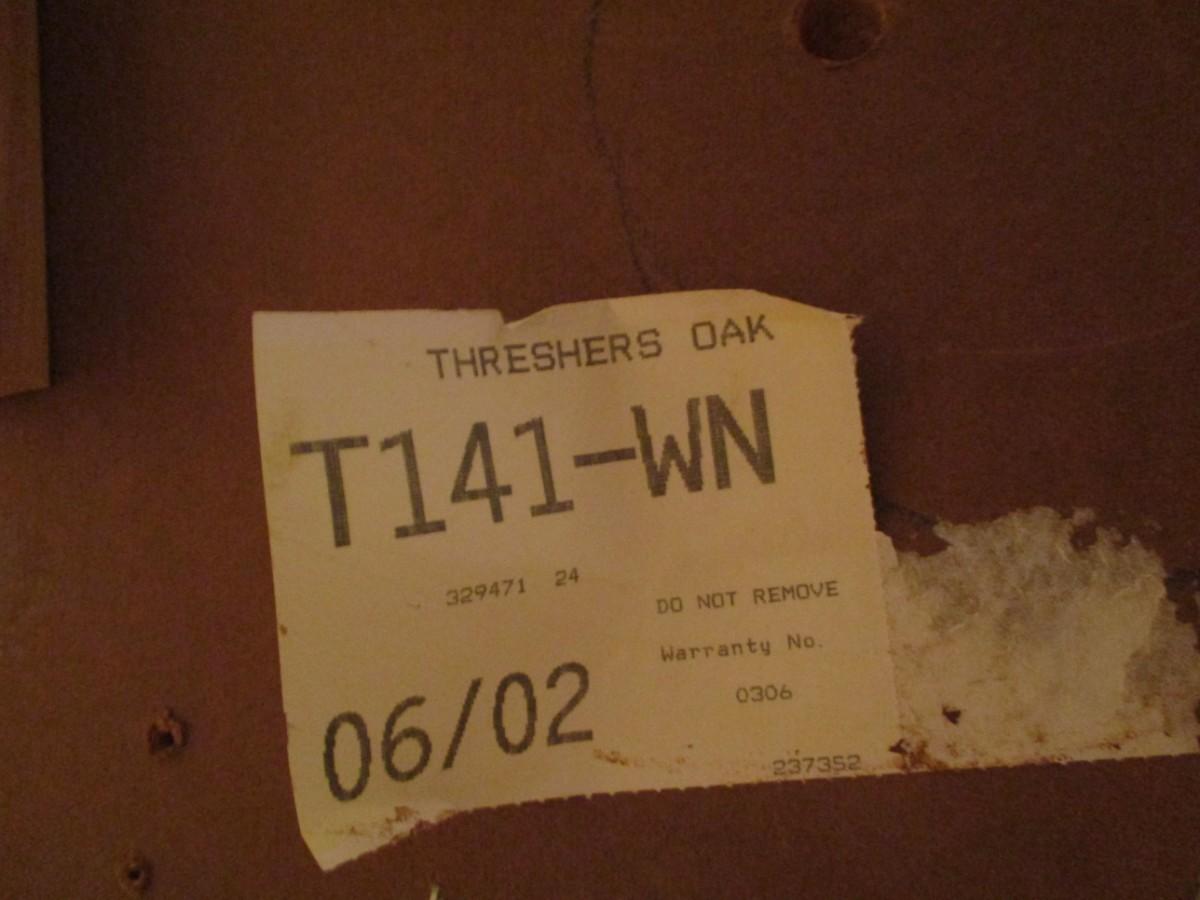 THRESHERS OAK
T141-WN
329471 24
DO NOT REMOVE
Warranty No.
0306
06/02
237352